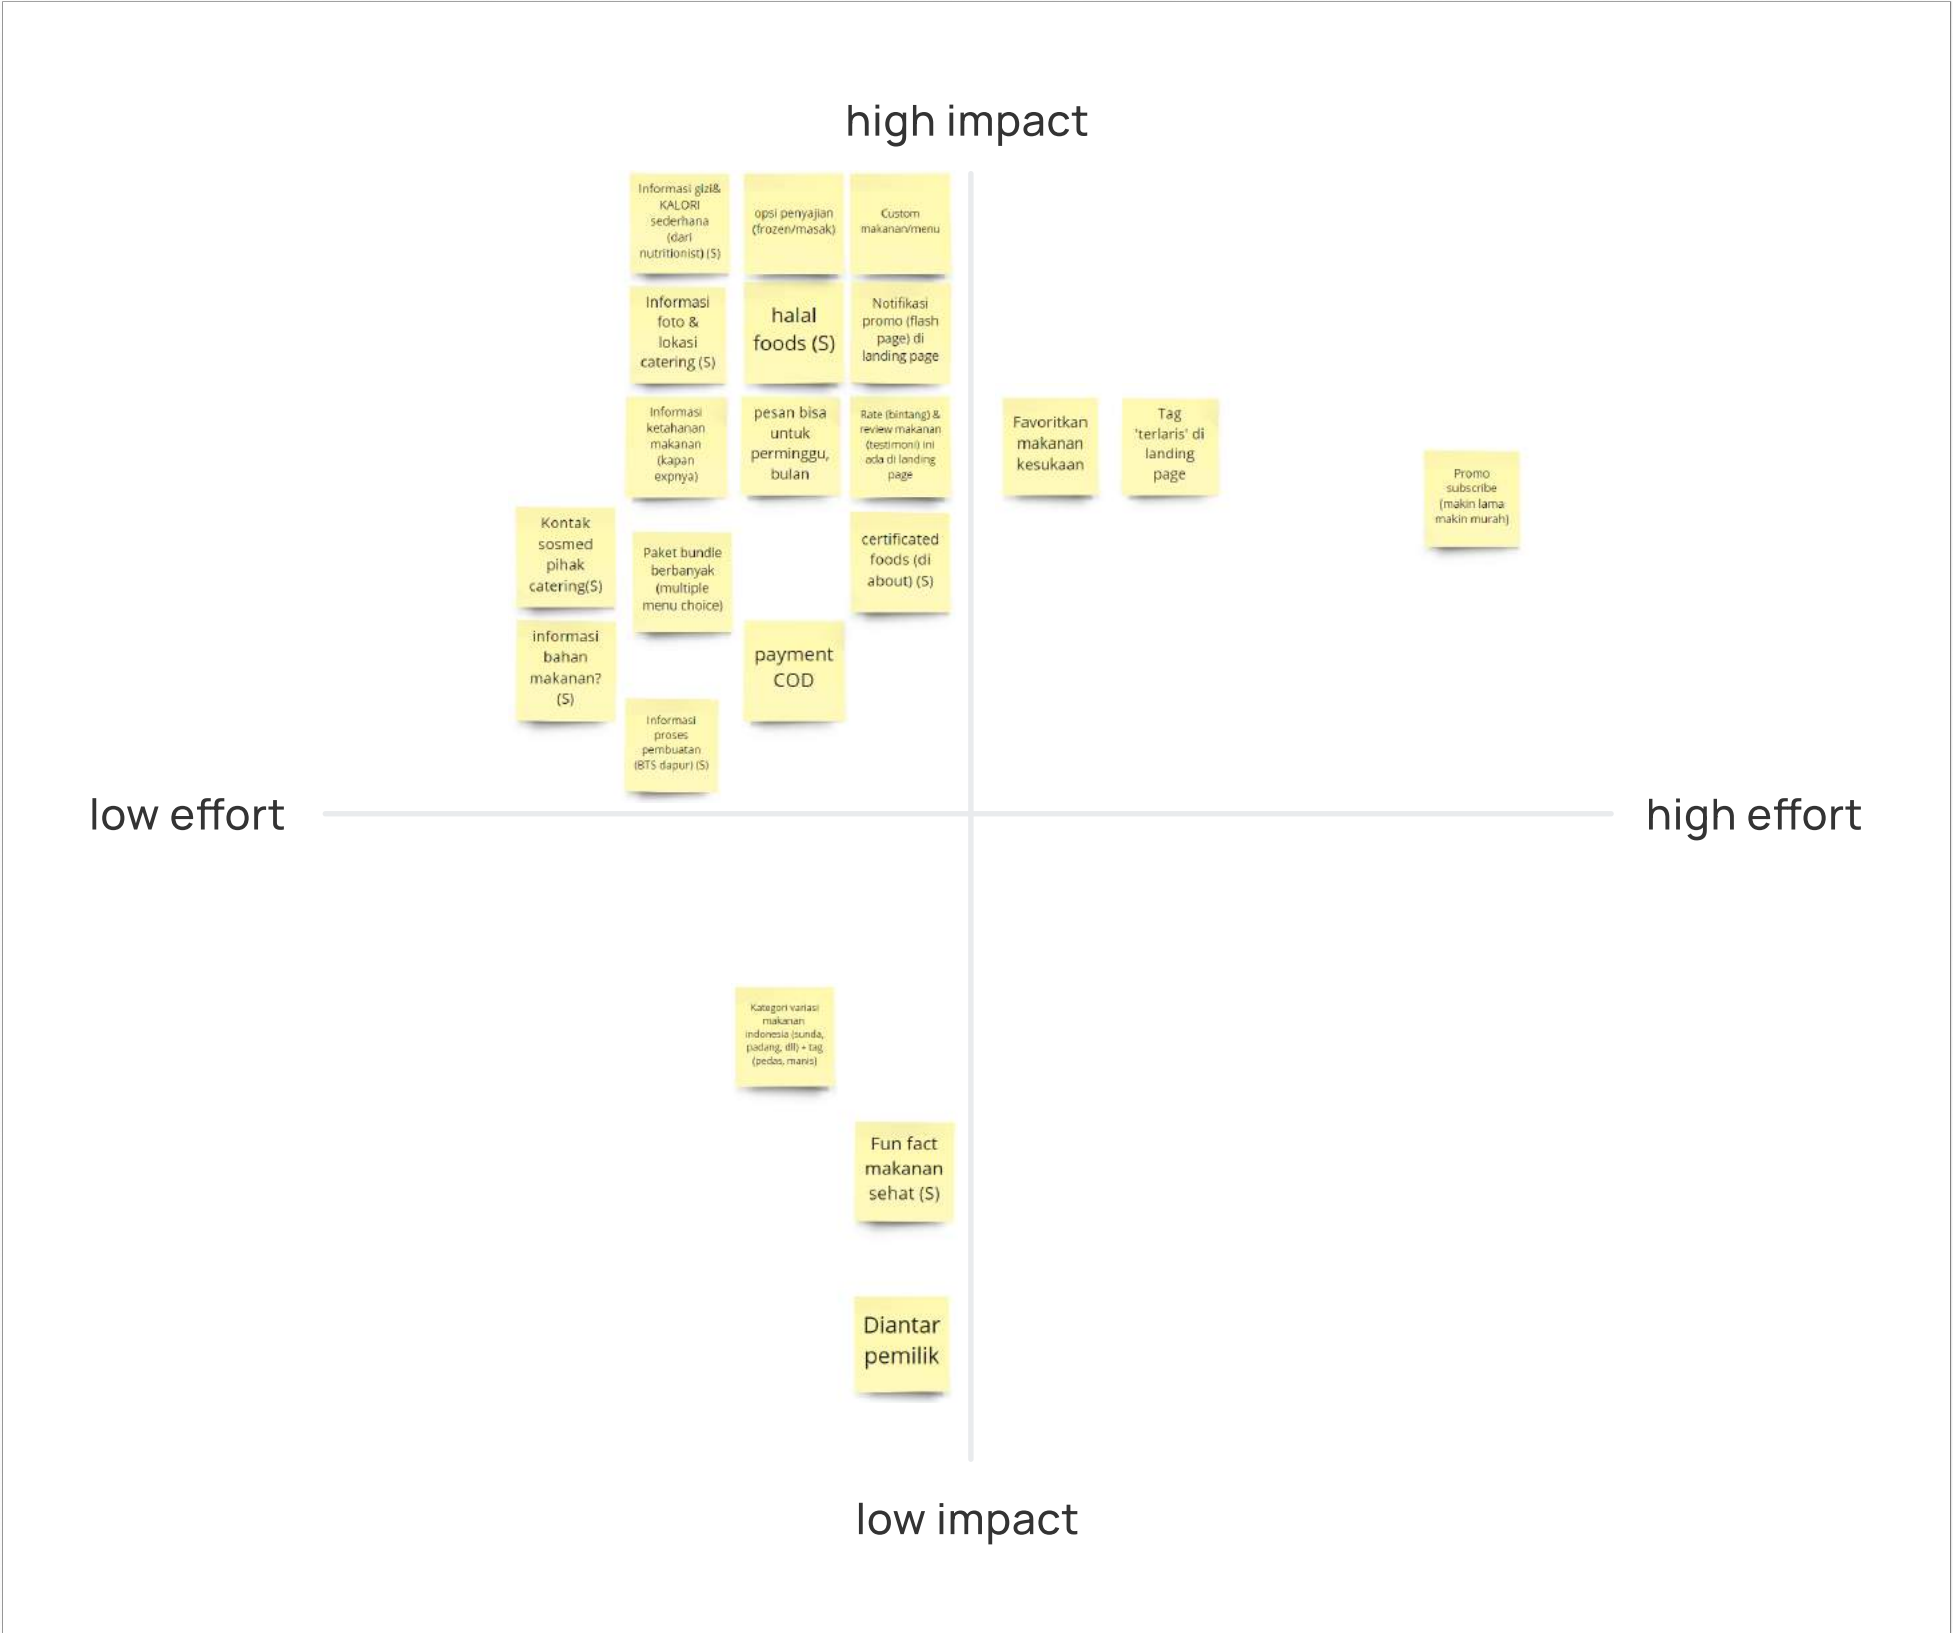 high impact
Informasi gizi&
KALORI
sederhana
(dari
nutritionist) (S)
opsi penyajian
(frozen/masak)
Custom
makanan/menu
Informasi
foto &
lokasi
catering (S)
halal
foods (S)
Notifikasi
promo (flash
page) di
landing page
Informasi
ketahanan
makanan
(kapan
expnya)
pesan bisa
untuk
perminggu,
bulan
Rate (bintang) &
review makanan
(testimoni) ini
ada di landing
page
Favoritkan
makanan
kesukaan
Tag
'terlaris' di
landing
page
Promo
subscribe
(makin lama
makin murah)
Kontak
sosmed
pihak
catering(S)
Paket bundle
berbanyak
(multiple
menu choice)
certificated
foods (di
about) (S)
informasi
bahan
makanan?
(S)
payment
COD
Informasi
proses
pembuatan
(BTS dapur) (S)
low effort
high effort
Kategori variasi
makanan
indonesia (sunda,
padang, dll) + tag
(pedas, manis)
Fun fact
makanan
sehat (S)
Diantar
pemilik
low impact